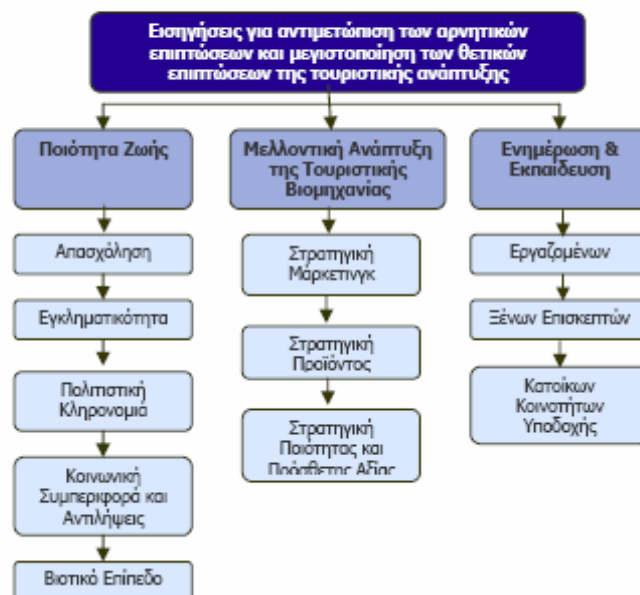 Εισηγήσεις για αντιμετώπιση των αρνητικών
επιπτώσεων και μεγιστοποίηση των θετικών
επιπτώσεων της τουριστικής ανάπτυξης
Ποιότητα Ζωής
Απασχόληση
Εγκληματικότητα
Πολιτιστική
Κληρονομιά
Κοινωνική
Συμπεριφορά και
Αντιλήψεις
Βιοτικό Επίπεδο
Μελλοντική Ανάπτυξη
της Τουριστικής
Βιομηχανίας
Στρατηγική
Μάρκετινγκ
Στρατηγική
Προϊόντος
Στρατηγική
Ποιότητας και
Πρόσθετης Αξίας
Ενημέρωση &
Εκπαίδευση
Εργαζομένων
Ξένων Επισκεπτών
Κατοίκων
Κοινοτήτων
Υποδοχής